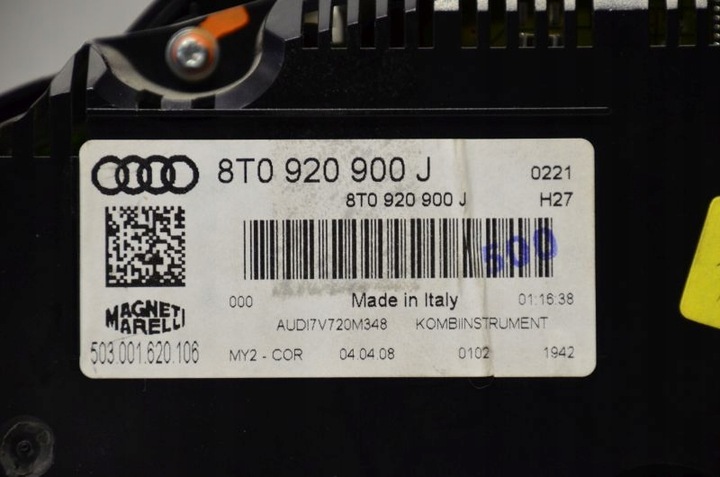 8T0 920 900 J 0221
8T0 920 900 J H27
500
000 Made in Italy 01:16:38
MAGNETI MARELLI
AUDI7V720M348 KOMBIINSTRUMENT
503.001.620.106 MY2 - COR 04.04.08 0102 1942